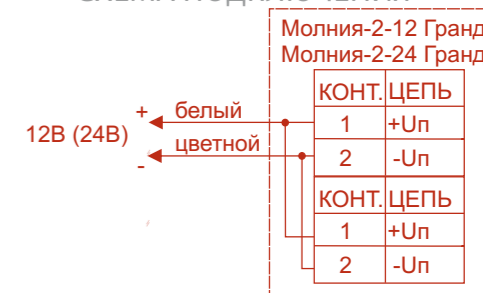 Молния-2-12 Гранд
Молния-2-24 Гранд
КОНТ. ЦЕПЬ
1 +Uп
2 -Uп
КОНТ. ЦЕПЬ
1 +Uп
2 -Uп
+ белый
12В (24В)
- цветной